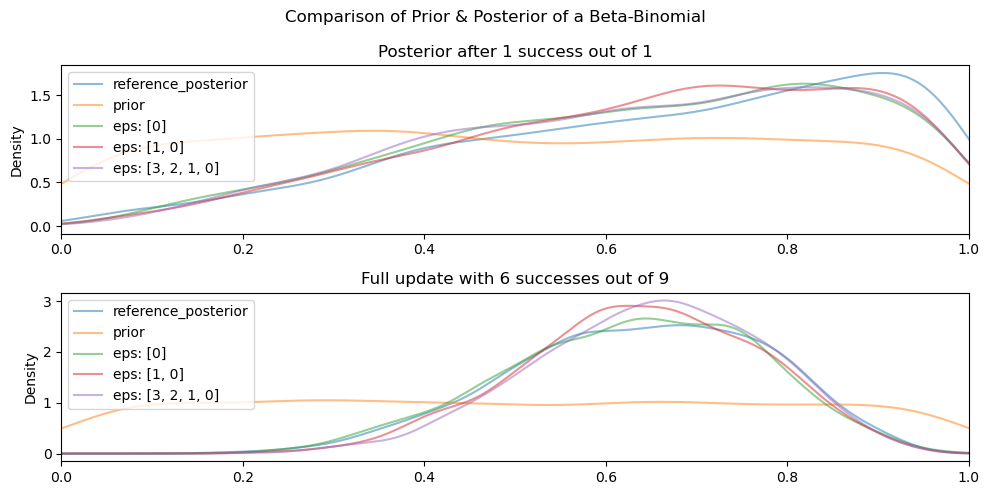 Comparison of Prior & Posterior of a Beta-Binomial
Posterior after 1 success out of 1
Density
1.5
1.0
0.5
0.0
reference_posterior
prior
eps: [0]
eps: [1, 0]
eps: [3, 2, 1, 0]
0.0 0.2 0.4 0.6 0.8 1.0
Full update with 6 successes out of 9
Density
3
2
1
0
reference_posterior
prior
eps: [0]
eps: [1, 0]
eps: [3, 2, 1, 0]
0.0 0.2 0.4 0.6 0.8 1.0